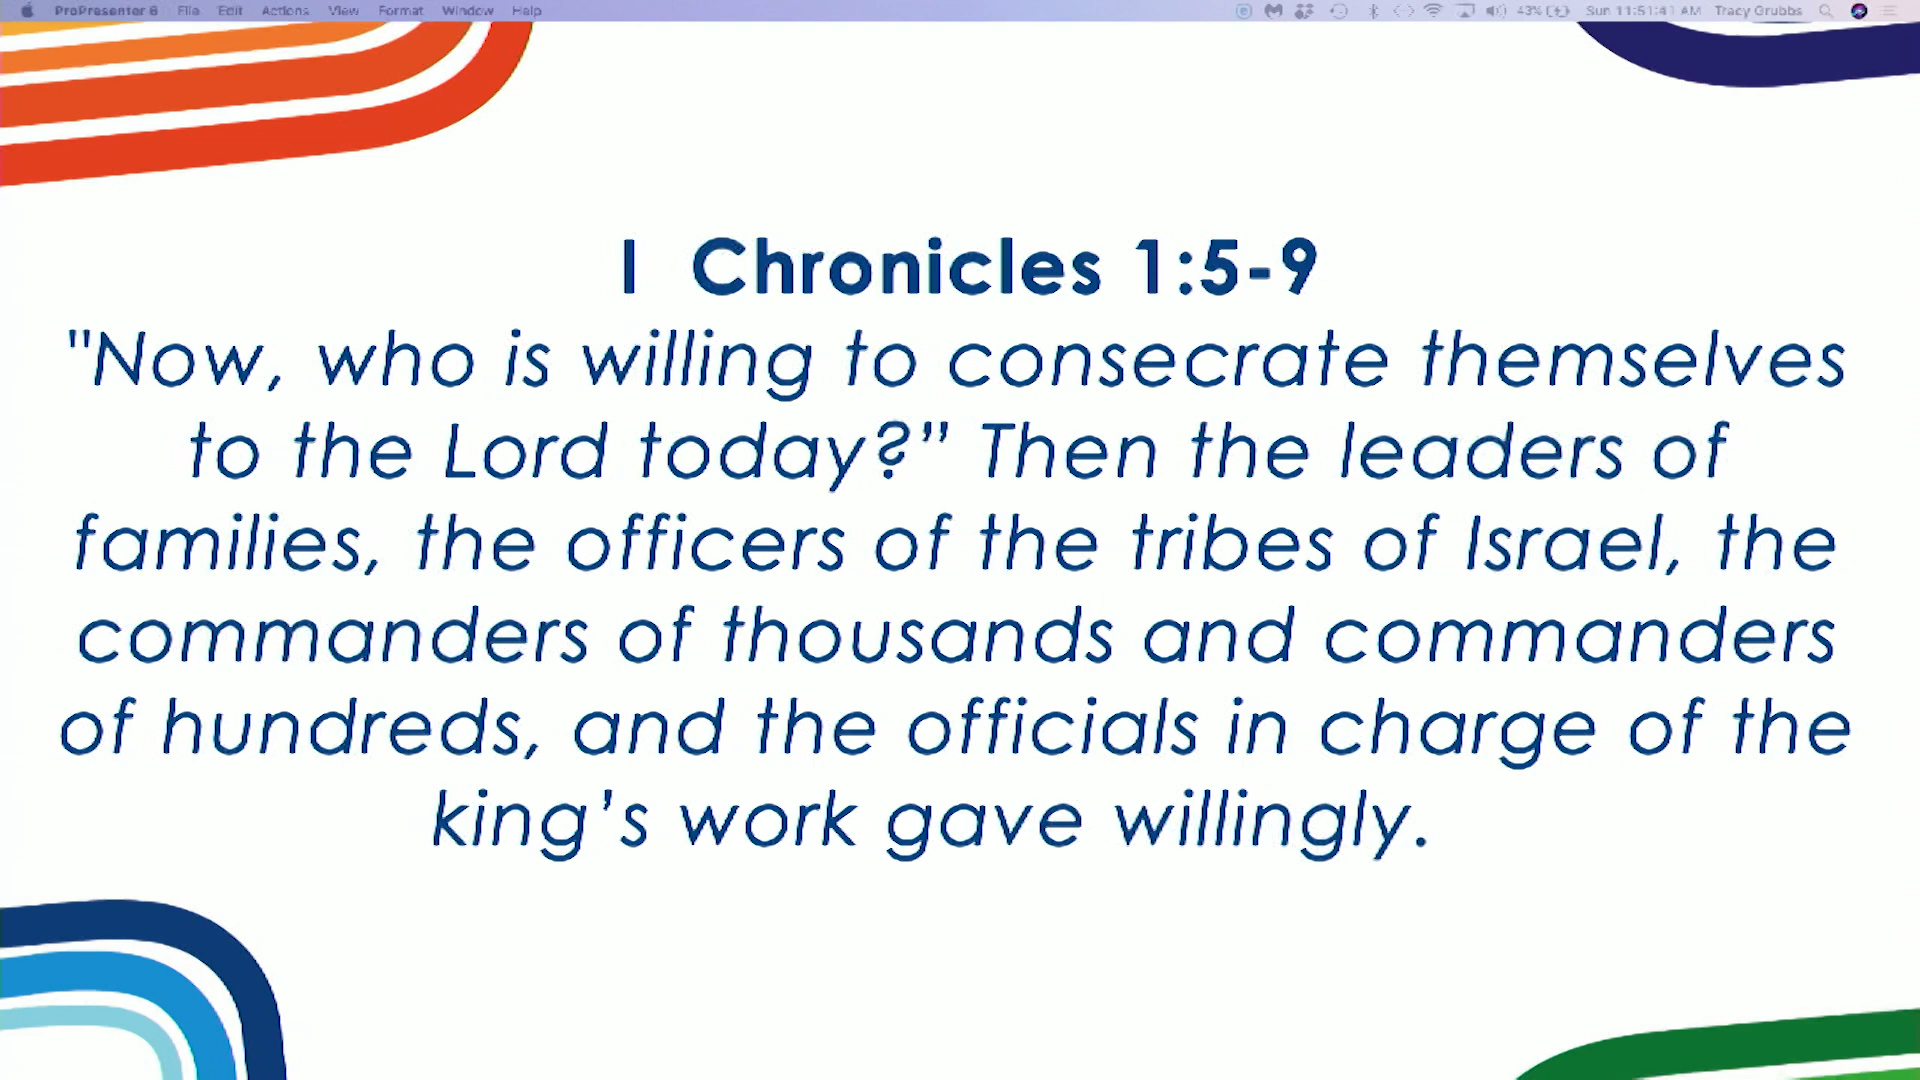 ProPresenter 6 File Edit Actions View Format Window Help 43% Sun 11:51:41 AM Tracy Grubbs
I Chronicles 1:5-9
"Now, who is willing to consecrate themselves
to the Lord today?” Then the leaders of
families, the officers of the tribes of Israel, the
commanders of thousands and commanders
of hundreds, and the officials in charge of the
king’s work gave willingly.